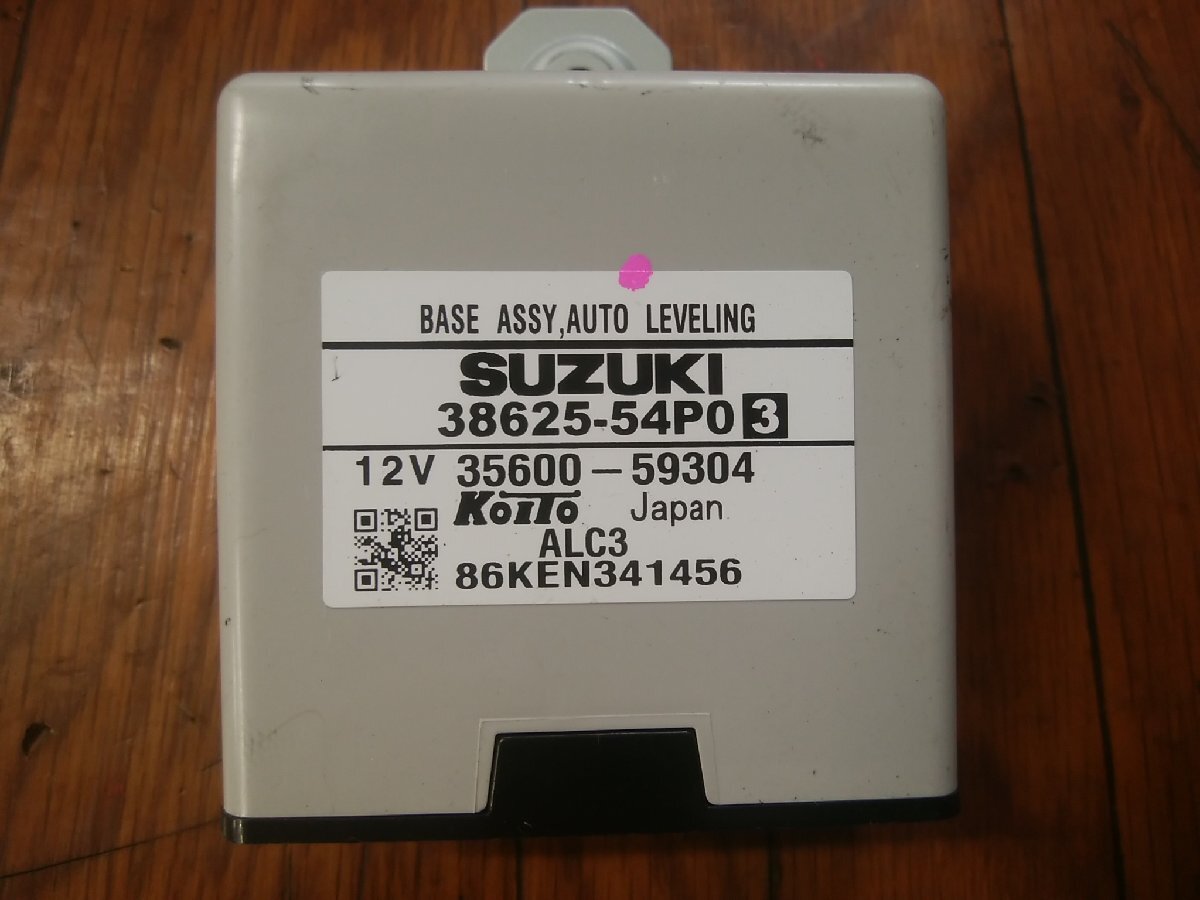 BASE ASSY,AUTO LEVELING
SUZUKI
38625-54P0 3
12V 35600-59304
KoITo Japan
ALC3
86KEN341456